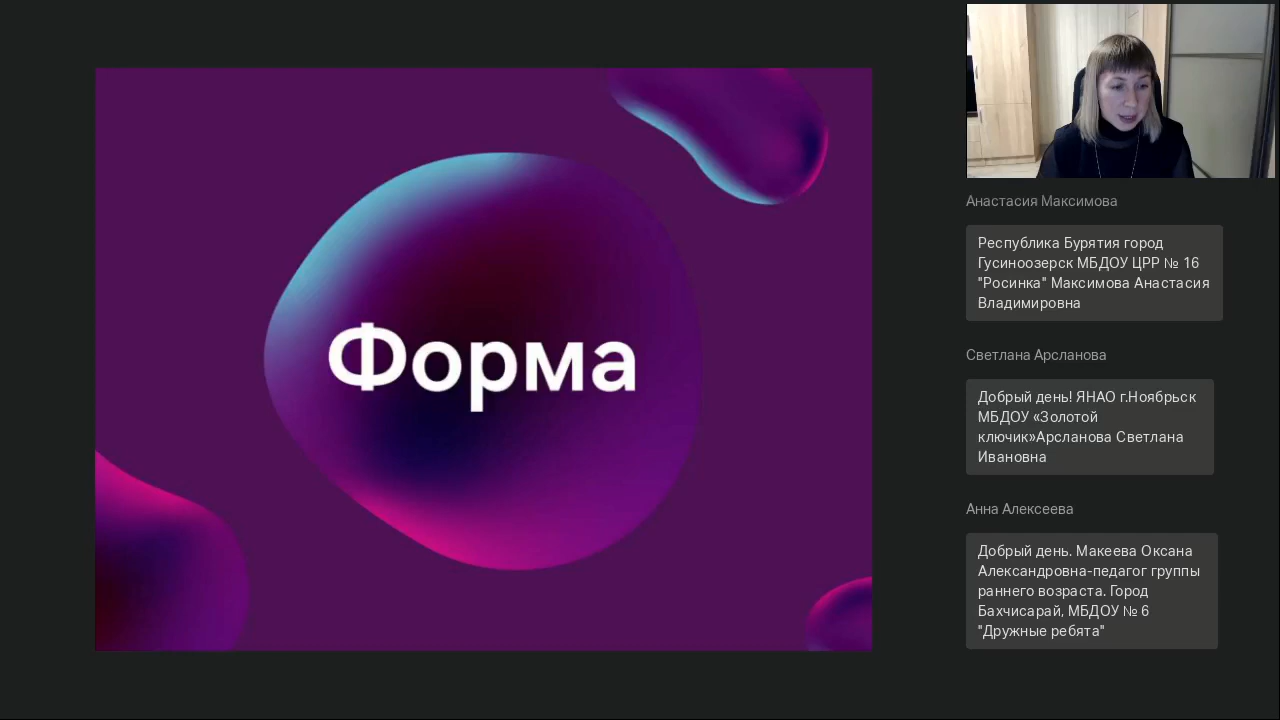 Форма
Анастасия Максимова
Республика Бурятия город
Гусиноозерск МБДОУ ЦРР № 16
"Росинка" Максимова Анастасия
Владимировна
Светлана Арсланова
Добрый день! ЯНАО г.Ноябрьск
МБДОУ «Золотой
ключик»Арсланова Светлана
Ивановна
Анна Алексеева
Добрый день. Макеева Оксана
Александровна-педагог группы
раннего возраста. Город
Бахчисарай, МБДОУ № 6
"Дружные ребята"